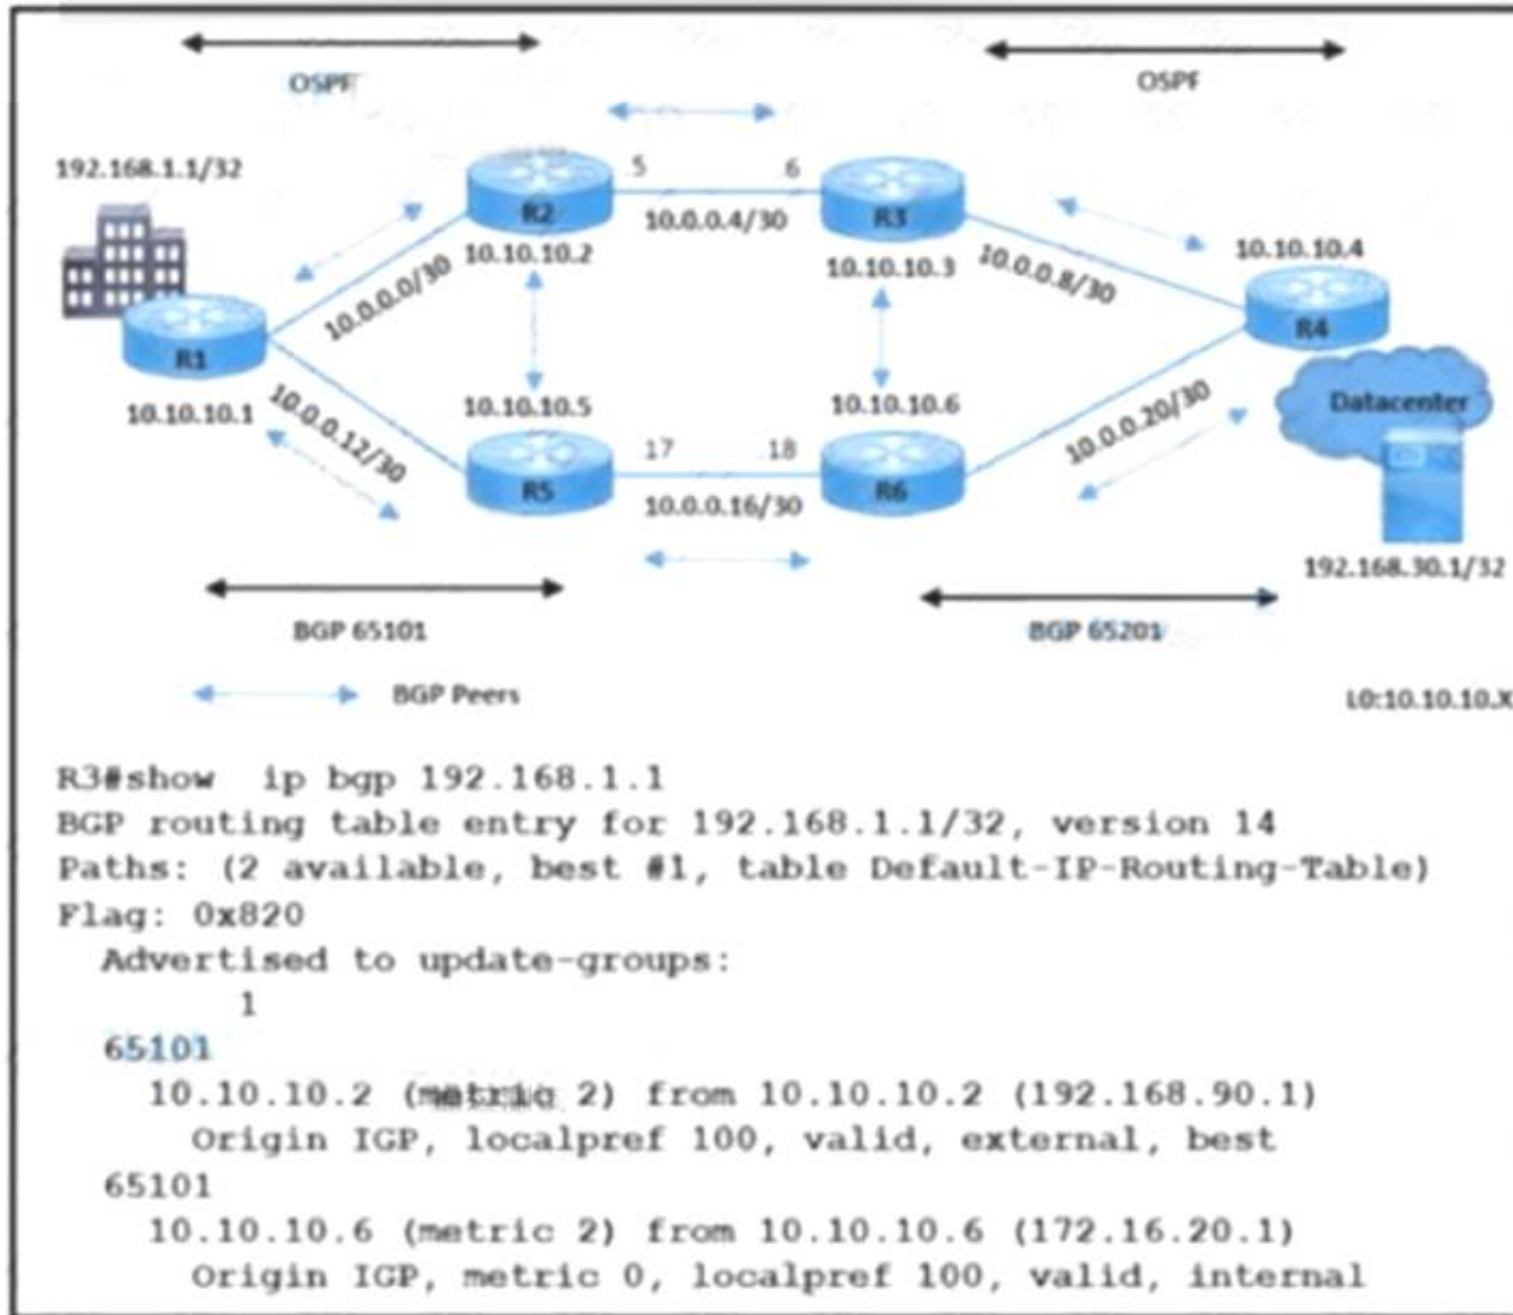 OSPF
OSPF
192.168.1.1/32
.5
.6
R2
10.0.0.4/30
R3
10.10.10.2
10.10.10.3
10.0.0.0/30
10.0.0.8/30
10.10.10.4
R1
R4
10.10.10.1
10.0.0.12/30
10.10.10.5
10.10.10.6
10.0.0.20/30
Datacenter
17
.18
R5
10.0.0.16/30
R6
192.168.30.1/32
BGP 65101
BGP 65201
BGP Peers
L0:10.10.10.X
R3#show ip bgp 192.168.1.1
BGP routing table entry for 192.168.1.1/32, version 14
Paths: (2 available, best #1, table Default-IP-Routing-Table)
Flag: 0x820
Advertised to update-groups:
1
65101
10.10.10.2 (metric 2) from 10.10.10.2 (192.168.90.1)
Origin IGP, localpref 100, valid, external, best
65101
10.10.10.6 (metric 2) from 10.10.10.6 (172.16.20.1)
Origin IGP, metric 0, localpref 100, valid, internal